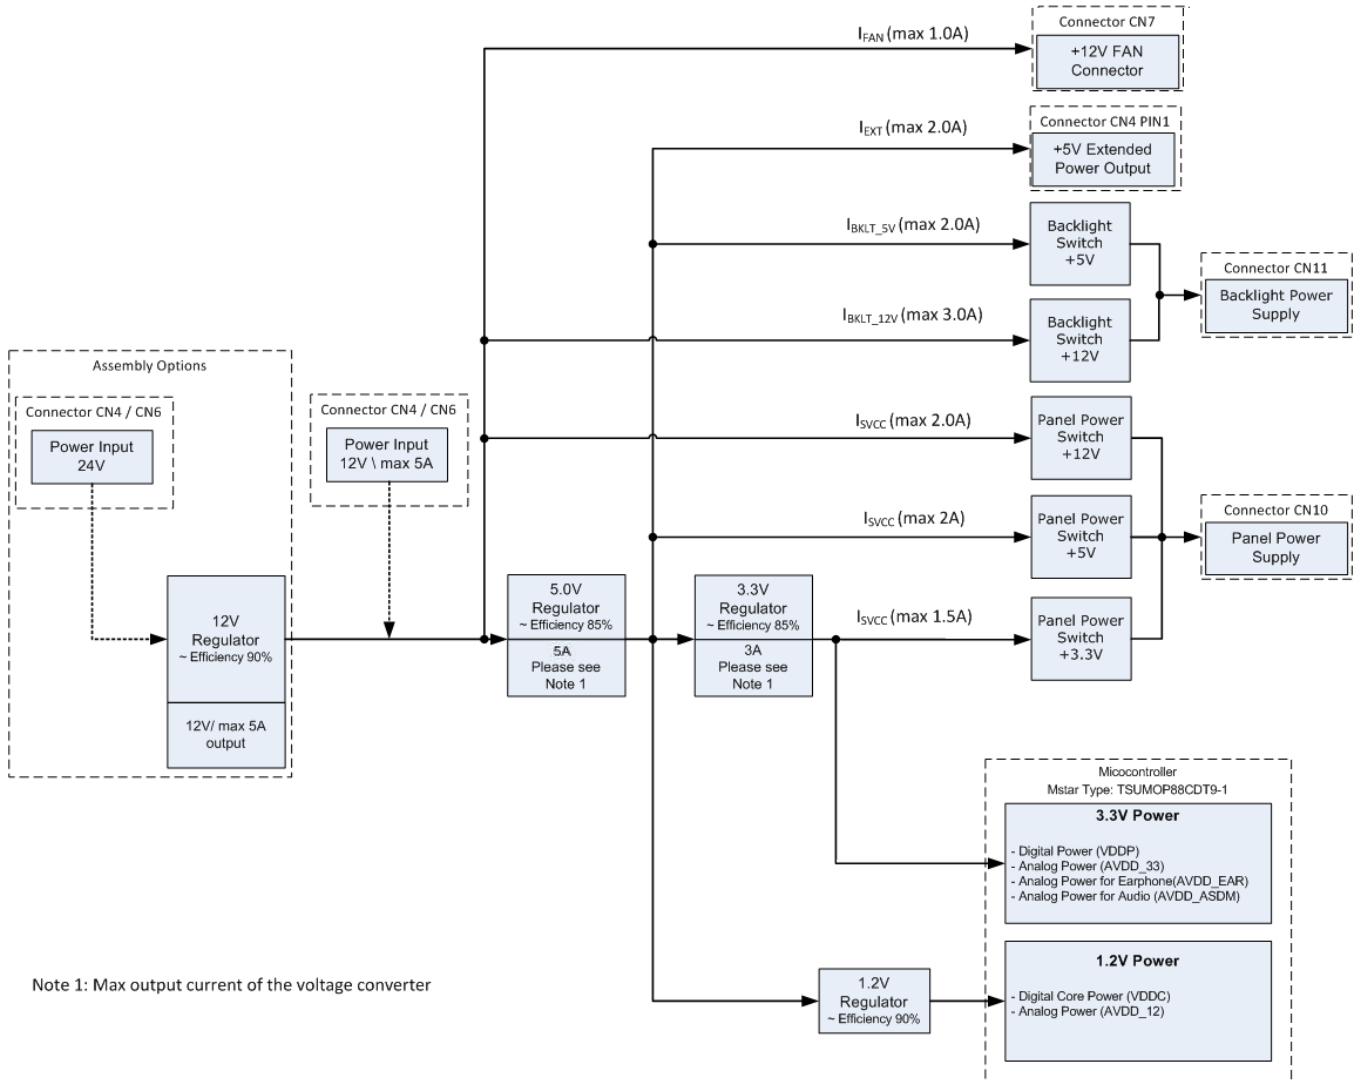 I_FAN (max 1.0A)
Connector CN7
+12V FAN
Connector
I_EXT (max 2.0A)
Connector CN4 PIN1
+5V Extended
Power Output
I_BKLT_5V (max 2.0A)
Backlight
Switch
+5V
Connector CN11
Backlight Power
Supply
I_BKLT_12V (max 3.0A)
Backlight
Switch
+12V
Assembly Options
Connector CN4 / CN6
Power Input
24V
Connector CN4 / CN6
Power Input
12V \ max 5A
I_SVCC (max 2.0A)
Panel Power
Switch
+12V
I_SVCC (max 2A)
Panel Power
Switch
+5V
Connector CN10
Panel Power
Supply
12V
Regulator
~ Efficiency 90%
12V/ max 5A
output
5.0V
Regulator
~ Efficiency 85%
5A
Please see
Note 1
3.3V
Regulator
~ Efficiency 85%
3A
Please see
Note 1
I_SVCC (max 1.5A)
Panel Power
Switch
+3.3V
Micocontroller
Mstar Type: TSUMOP88CDT9-1
3.3V Power
- Digital Power (VDDP)
- Analog Power (AVDD_33)
- Analog Power for Earphone(AVDD_EAR)
- Analog Power for Audio (AVDD_ASDM)
1.2V Power
- Digital Core Power (VDDC)
- Analog Power (AVDD_12)
1.2V
Regulator
~ Efficiency 90%
Note 1: Max output current of the voltage converter